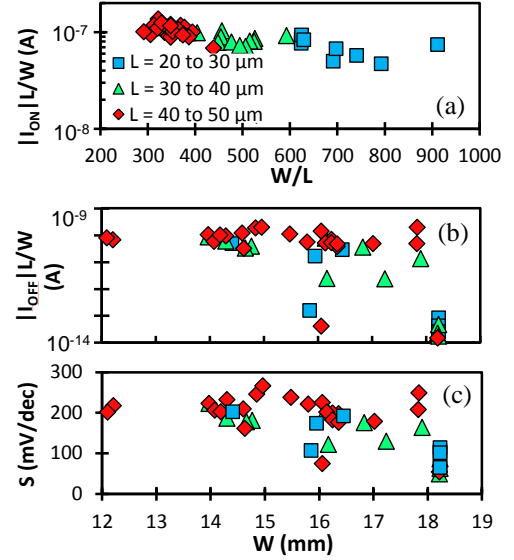 |I_ON|L/W (A)
10⁻⁷
10⁻⁸
L = 20 to 30 µm
L = 30 to 40 µm
L = 40 to 50 µm
(a)
200 300 400 500 600 700 800 900 1000
W/L
|I_OFF|L/W (A)
10⁻⁹
10⁻¹⁴
(b)
S (mV/dec)
300
200
100
0
(c)
12 13 14 15 16 17 18 19
W (mm)